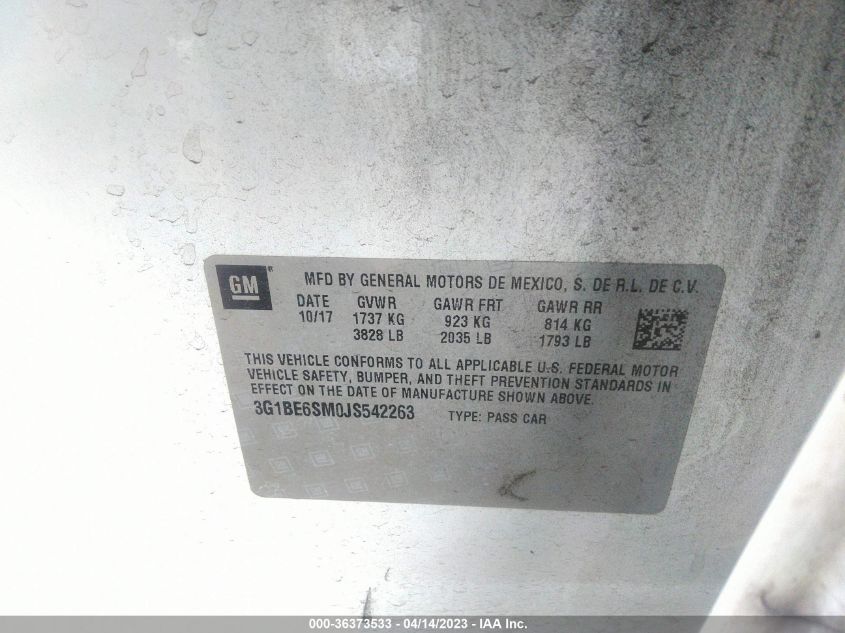 GM ®
MFD BY GENERAL MOTORS DE MEXICO, S. DE R.L. DE C.V.
DATE GVWR GAWR FRT GAWR RR
10/17 1737 KG 923 KG 814 KG
3828 LB 2035 LB 1793 LB
THIS VEHICLE CONFORMS TO ALL APPLICABLE U.S. FEDERAL MOTOR
VEHICLE SAFETY, BUMPER, AND THEFT PREVENTION STANDARDS IN
EFFECT ON THE DATE OF MANUFACTURE SHOWN ABOVE.
3G1BE6SM0JS542263 TYPE: PASS CAR
000-36373533 - 04/14/2023 - Insurance Auto Auctions, Inc.